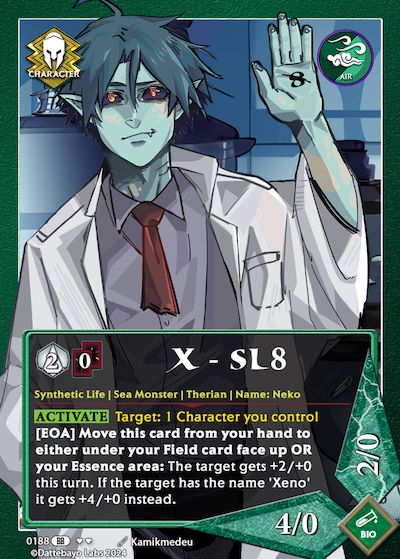 CHARACTER
AIR
8
2 0 X - SL8
Synthetic Life | Sea Monster | Therian | Name: Neko
ACTIVATE Target: 1 Character you control
[EOA] Move this card from your hand to
either under your Field card face up OR
your Essence area: The target gets +2/+0
this turn. If the target has the name 'Xeno'
it gets +4/+0 instead.
2/0
4/0
BIO
0188 BB Kamikmedeu
©Dattebayo Labs 2024